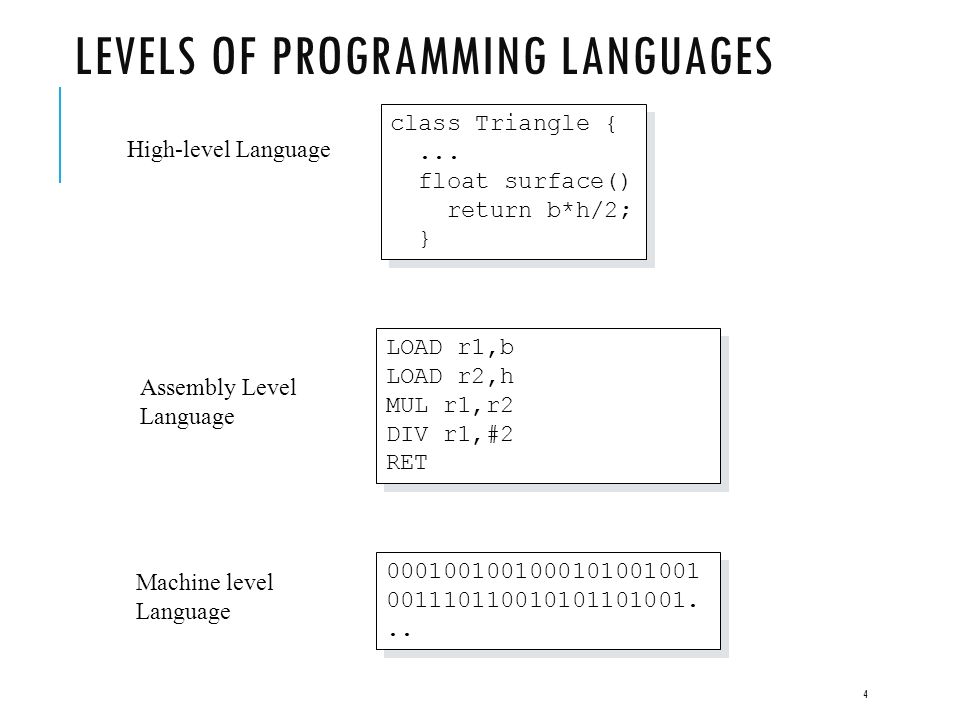 LEVELS OF PROGRAMMING LANGUAGES
High-level Language
class Triangle {
  ...
  float surface()
    return b*h/2;
  }
Assembly Level
Language
LOAD r1,b
LOAD r2,h
MUL r1,r2
DIV r1,#2
RET
Machine level
Language
0001001001000101001001
001110110010101101001.
..
4